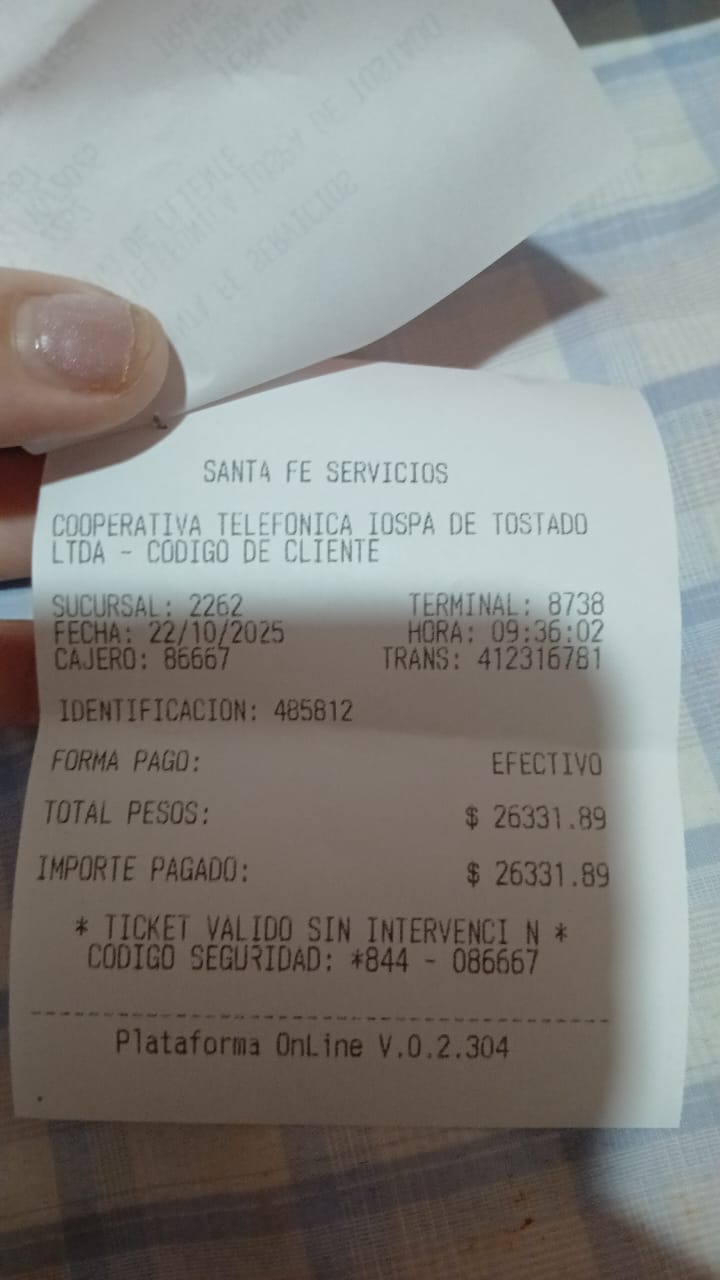 SANTA FE SERVICIOS
COOPERATIVA TELEFONICA IOSPA DE TOSTADO
LTDA - CODIGO DE CLIENTE
SUCURSAL: 2262 TERMINAL: 8738
FECHA: 22/10/2025 HORA: 09:36:02
CAJERO: 86667 TRANS: 412316781
IDENTIFICACION: 485812
FORMA PAGO: EFECTIVO
TOTAL PESOS: $ 26331.89
IMPORTE PAGADO: $ 26331.89
* TICKET VALIDO SIN INTERVENCI N *
CODIGO SEGURIDAD: *844 - 086667
Plataforma OnLine V.0.2.304